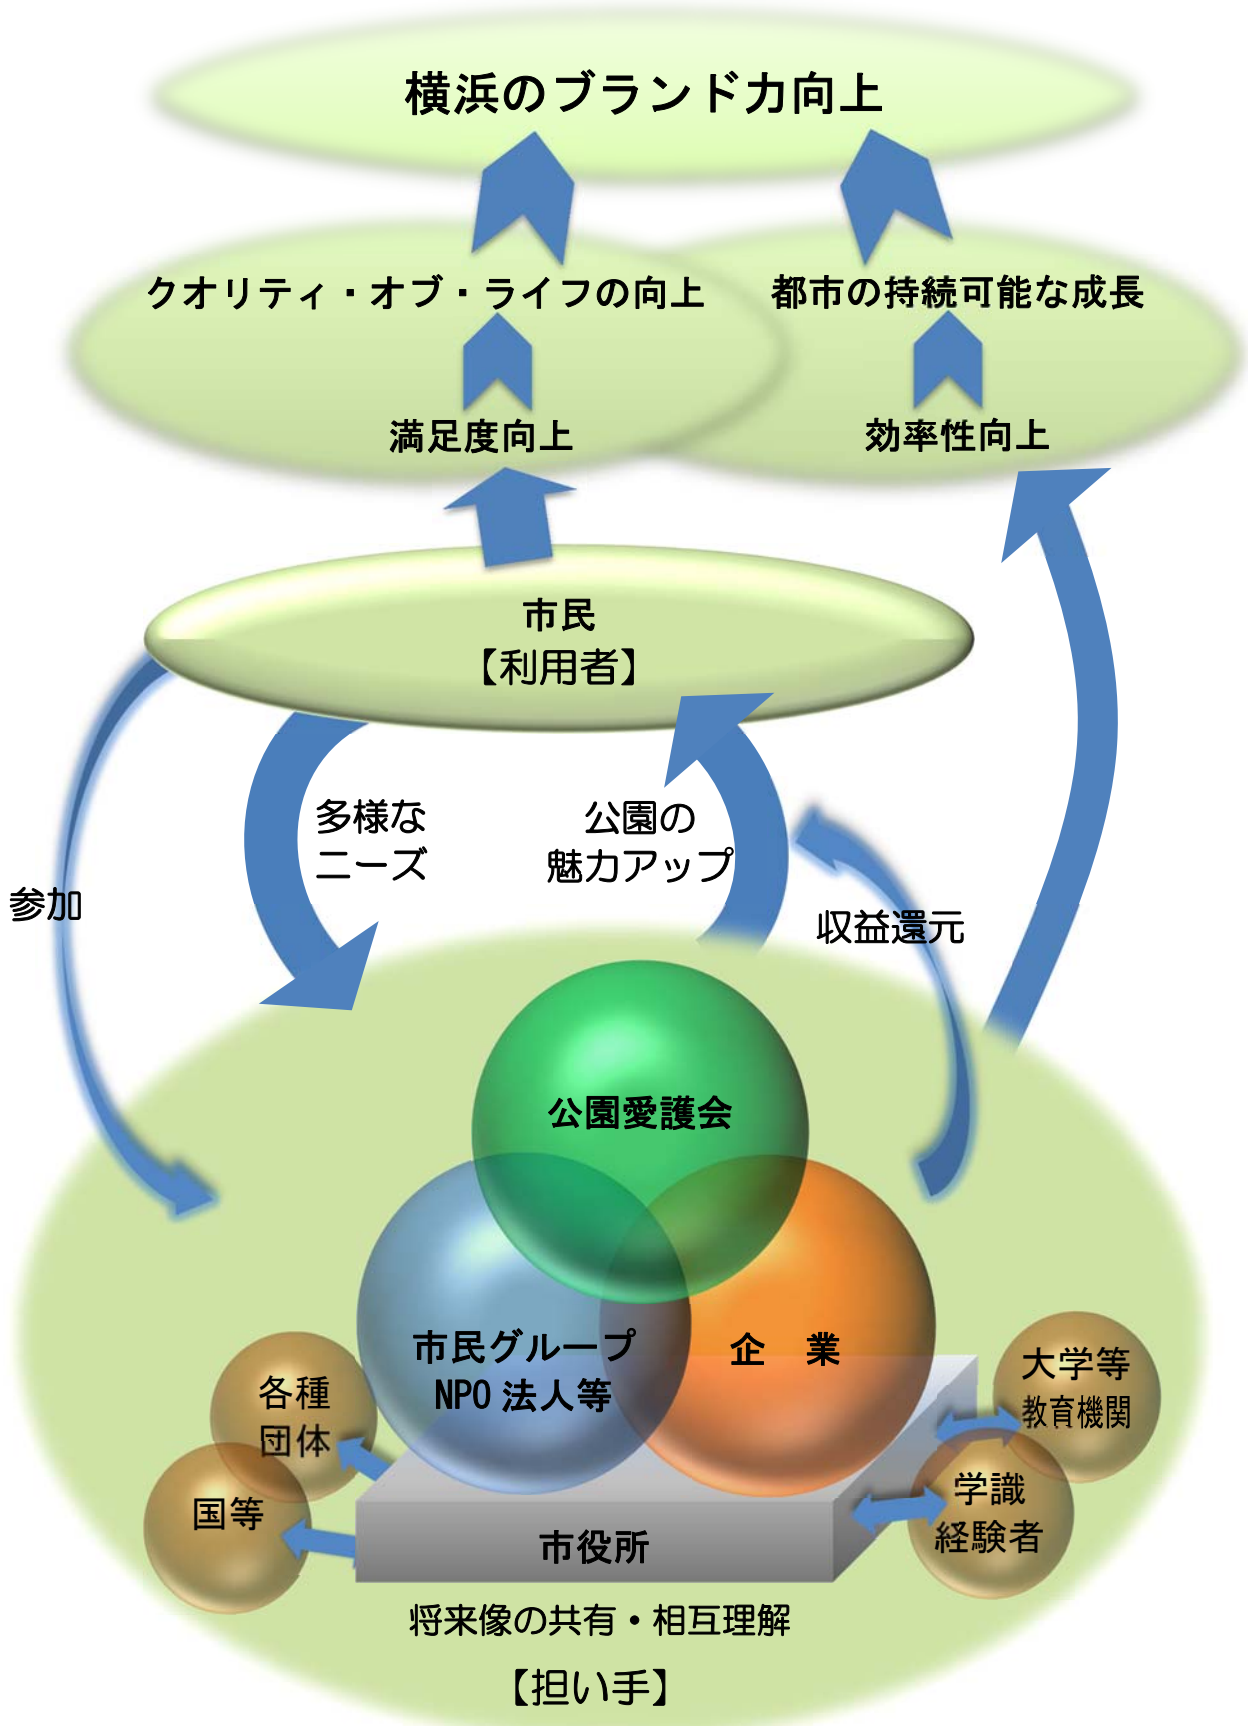 横浜のブランド力向上
クオリティ・オブ・ライフの向上
都市の持続可能な成長
満足度向上
効率性向上
市民
【利用者】
多様な
ニーズ
公園の
魅力アップ
参加
収益還元
公園愛護会
市民グループ
NPO法人等
企　業
各種
団体
国等
大学等
教育機関
学識
経験者
市役所
将来像の共有・相互理解
【担い手】